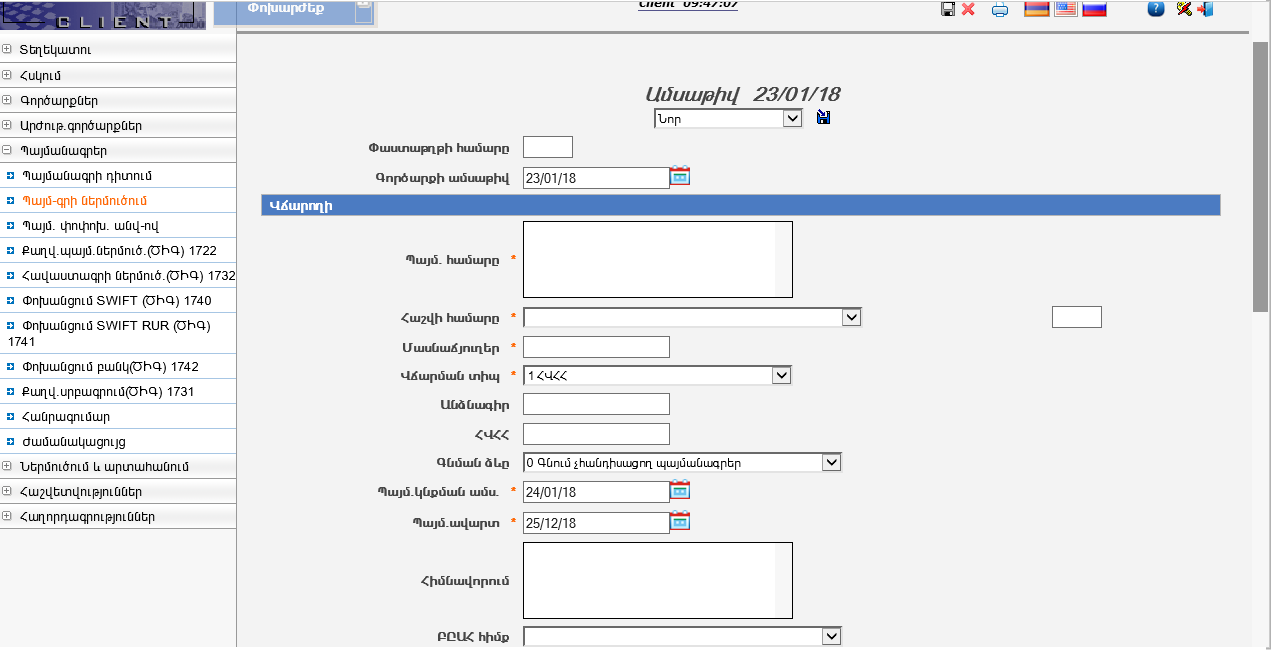 CLIENT
Փոխարժեք
client 09:47:07
Տեղեկատու
Հսկում
Գործարքներ
Արժութ.գործարքներ
Պայմանագրեր
Պայմանագրի դիտում
Պայմ-գրի ներմուծում
Պայմ. փոփոխ. անվ-ով
Քաղվ.պայմ.ներմուծ.(ԾԻԳ) 1722
Հավաստագրի ներմուծ.(ԾԻԳ) 1732
Փոխանցում SWIFT (ԾԻԳ) 1740
Փոխանցում SWIFT RUR (ԾԻԳ)
1741
Փոխանցում բանկ(ԾԻԳ) 1742
Քաղվ.սրբագրում(ԾԻԳ) 1731
Հանրագումար
Ժամանակացույց
Ներմուծում և արտահանում
Հաշվետվություններ
Հաղորդագրություններ
Ամսաթիվ 23/01/18
Նոր
Փաստաթղթի համարը
Գործարքի ամսաթիվ 23/01/18
Վճարողի
Պայմ. համարը *
Հաշվի համարը *
Մասնաճյուղեր *
Վճարման տիպ * 1 ՀՎՀՀ
Անձնագիր
ՀՎՀՀ
Գնման ձևը 0 Գնում չհանդիսացող պայմանագրեր
Պայմ.կնքման ամս. * 24/01/18
Պայմ.ավարտ * 25/12/18
Հիմնավորում
ԲԸԱՀ հիմք